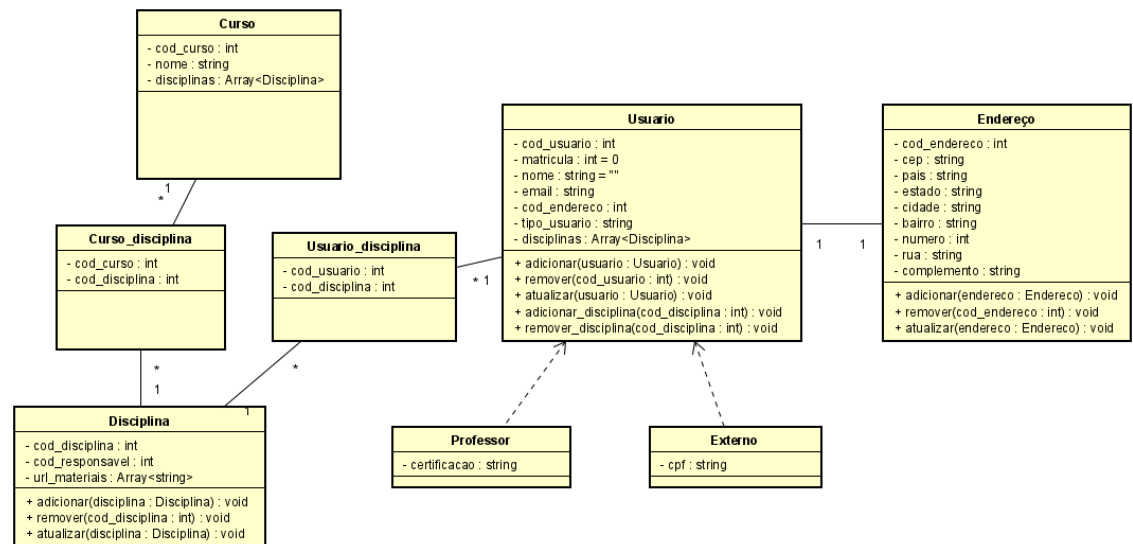 Curso
- cod_curso : int
- nome : string
- disciplinas : Array<Disciplina>
1
*
Curso_disciplina
- cod_curso : int
- cod_disciplina : int
*
1
Usuario_disciplina
- cod_usuario : int
- cod_disciplina : int
* 1
*
1
Disciplina
- cod_disciplina : int
- cod_responsavel : int
- url_materiais : Array<string>
+ adicionar(disciplina : Disciplina) : void
+ remover(cod_disciplina : int) : void
+ atualizar(disciplina : Disciplina) : void
Usuario
- cod_usuario : int
- matricula : int = 0
- nome : string = ""
- email : string
- cod_endereco : int
- tipo_usuario : string
- disciplinas : Array<Disciplina>
+ adicionar(usuario : Usuario) : void
+ remover(cod_usuario : int) : void
+ atualizar(usuario : Usuario) : void
+ adicionar_disciplina(cod_disciplina : int) : void
+ remover_disciplina(cod_disciplina : int) : void
1 1
Endereço
- cod_endereco : int
- cep : string
- pais : string
- estado : string
- cidade : string
- bairro : string
- numero : int
- rua : string
- complemento : string
+ adicionar(endereco : Endereco) : void
+ remover(cod_endereco : int) : void
+ atualizar(endereco : Endereco) : void
Professor
- certificacao : string
Externo
- cpf : string